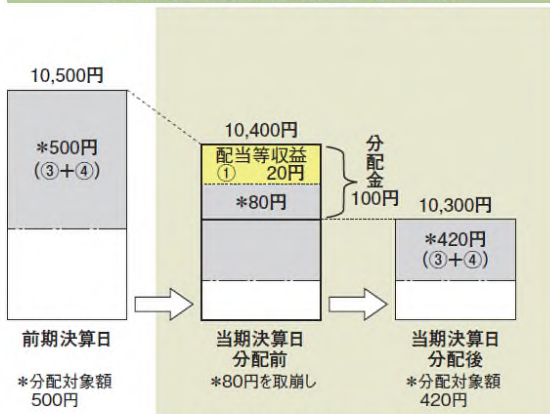 10,500円
*500円
(③+④)
前期決算日
*分配対象額
500円
10,400円
配当等収益
① 20円
*80円
分配金
100円
当期決算日
分配前
*80円を取崩し
10,300円
*420円
(③+④)
当期決算日
分配後
*分配対象額
420円